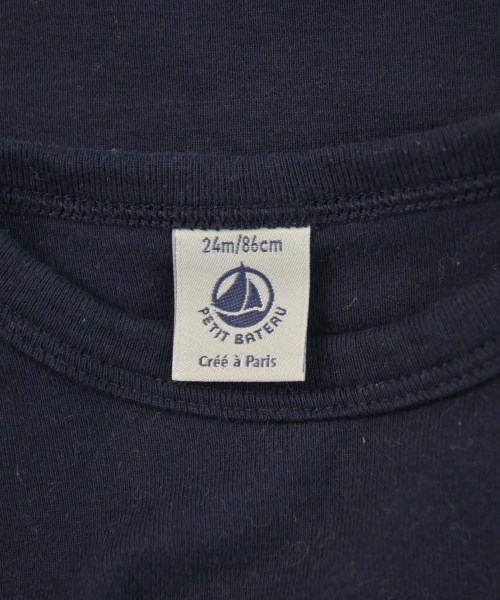 24m/86cm
PETIT BATEAU
Créé à Paris